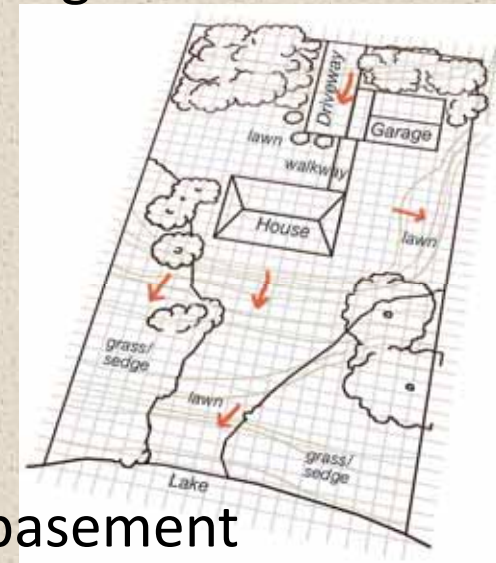 g
Driveway
Garage
lawn
walkway
House
lawn
grass/
sedge
lawn
grass/
sedge
Lake
basement